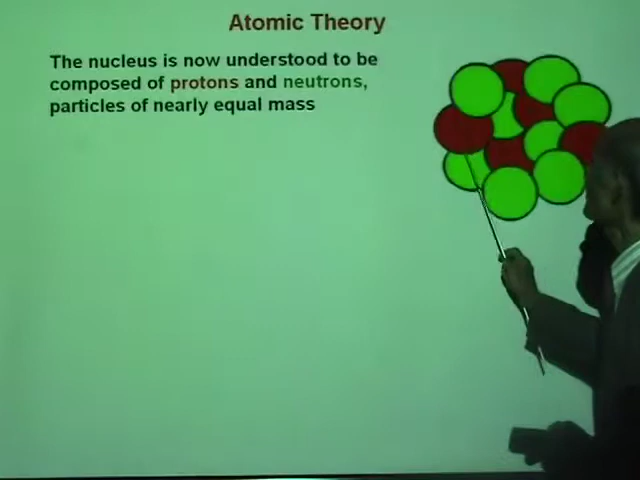 Atomic Theory
The nucleus is now understood to be
composed of protons and neutrons,
particles of nearly equal mass